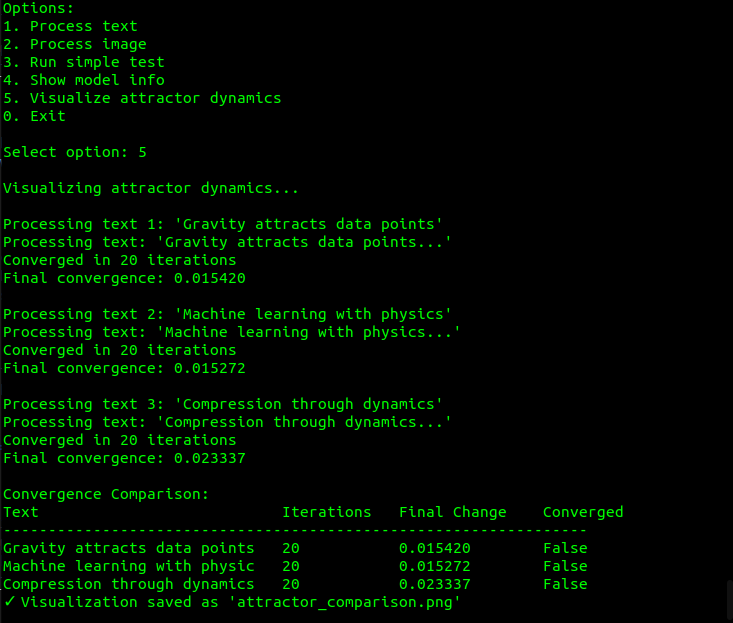 Options:
1. Process text
2. Process image
3. Run simple test
4. Show model info
5. Visualize attractor dynamics
0. Exit
Select option: 5
Visualizing attractor dynamics...
Processing text 1: 'Gravity attracts data points'
Processing text: 'Gravity attracts data points...'
Converged in 20 iterations
Final convergence: 0.015420
Processing text 2: 'Machine learning with physics'
Processing text: 'Machine learning with physics...'
Converged in 20 iterations
Final convergence: 0.015272
Processing text 3: 'Compression through dynamics'
Processing text: 'Compression through dynamics...'
Converged in 20 iterations
Final convergence: 0.023337
Convergence Comparison:
Text Iterations Final Change Converged
-----------------------------------------------------------------
Gravity attracts data points 20 0.015420 False
Machine learning with physic 20 0.015272 False
Compression through dynamics 20 0.023337 False
✓ Visualization saved as 'attractor_comparison.png'